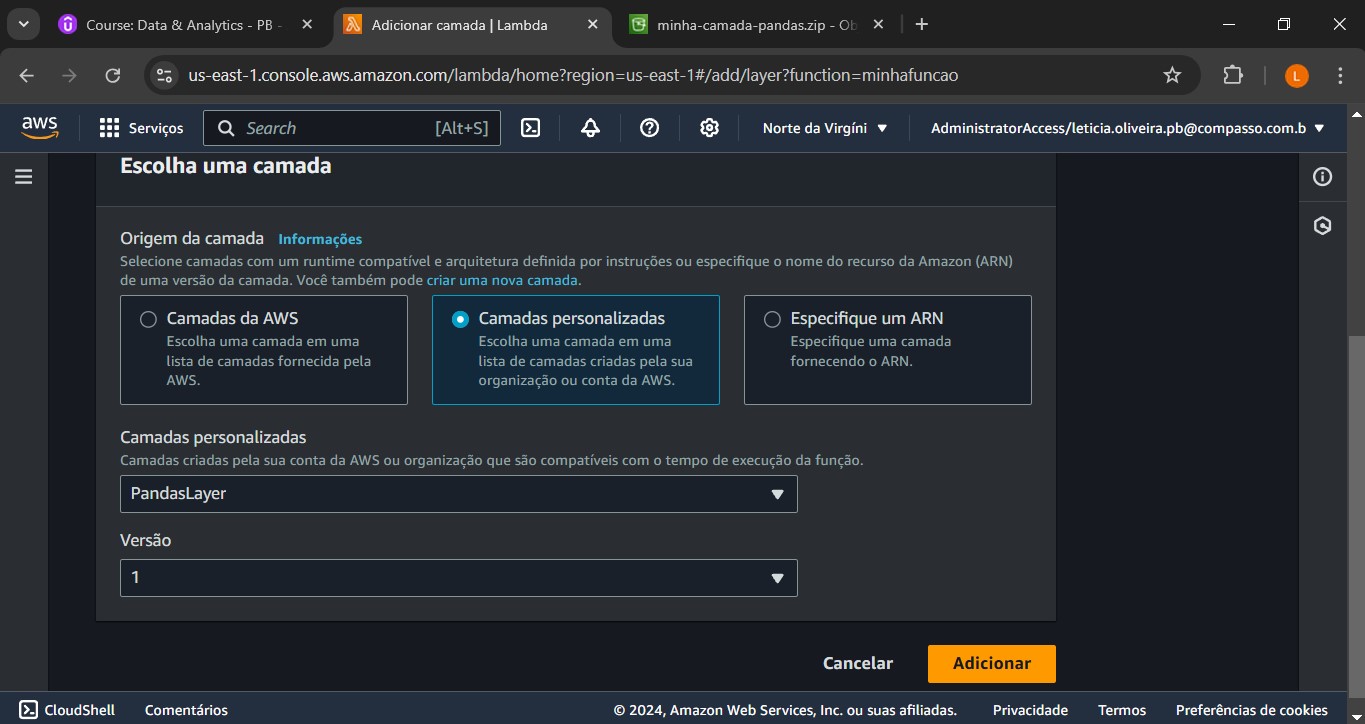 Course: Data & Analytics - PB -
Adicionar camada | Lambda
minha-camada-pandas.zip - Ob
us-east-1.console.aws.amazon.com/lambda/home?region=us-east-1#/add/layer?function=minhafuncao
L
aws
Serviços
Search
[Alt+S]
Norte da Virgíni
AdministratorAccess/leticia.oliveira.pb@compasso.com.b
Escolha uma camada
Origem da camada Informações
Selecione camadas com um runtime compatível e arquitetura definida por instruções ou especifique o nome do recurso da Amazon (ARN)
de uma versão da camada. Você também pode criar uma nova camada.
Camadas da AWS
Escolha uma camada em uma
lista de camadas fornecida pela
AWS.
Camadas personalizadas
Escolha uma camada em uma
lista de camadas criadas pela sua
organização ou conta da AWS.
Especifique um ARN
Especifique uma camada
fornecendo o ARN.
Camadas personalizadas
Camadas criadas pela sua conta da AWS ou organização que são compatíveis com o tempo de execução da função.
PandasLayer
Versão
1
Cancelar
Adicionar
CloudShell
Comentários
© 2024, Amazon Web Services, Inc. ou suas afiliadas.
Privacidade
Termos
Preferências de cookies